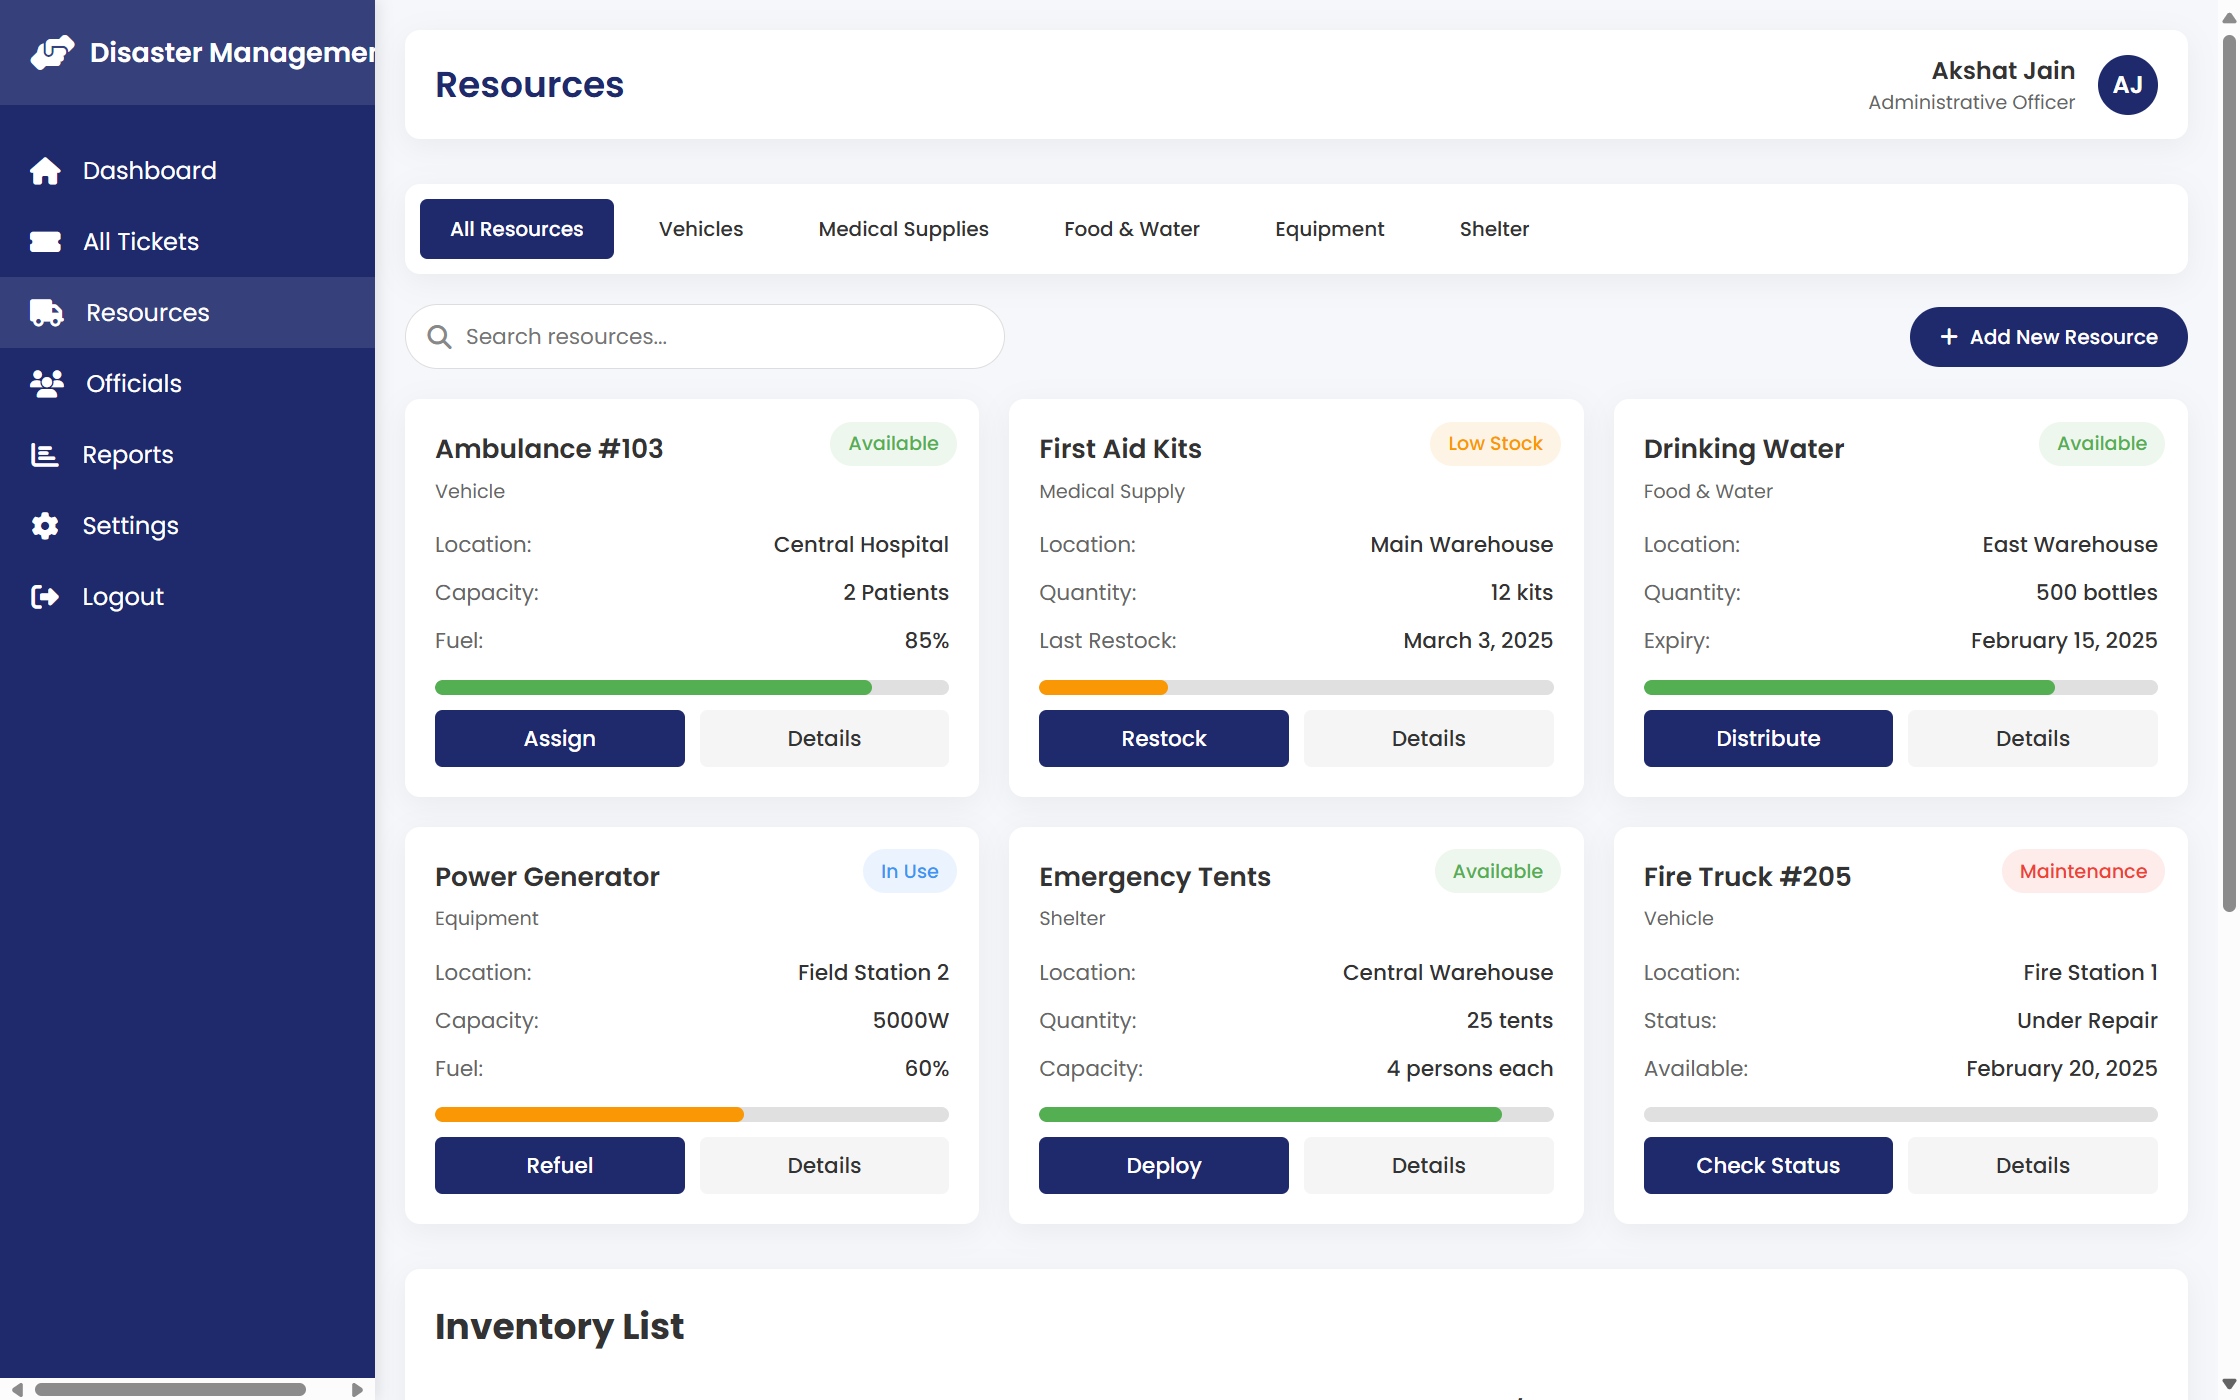 Disaster Managemen
Dashboard
All Tickets
Resources
Officials
Reports
Settings
Logout
Resources
Akshat Jain
Administrative Officer
AJ
All Resources
Vehicles
Medical Supplies
Food & Water
Equipment
Shelter
Search resources...
+ Add New Resource
Ambulance #103
Available
Vehicle
Location: Central Hospital
Capacity: 2 Patients
Fuel: 85%
Assign
Details
First Aid Kits
Low Stock
Medical Supply
Location: Main Warehouse
Quantity: 12 kits
Last Restock: March 3, 2025
Restock
Details
Drinking Water
Available
Food & Water
Location: East Warehouse
Quantity: 500 bottles
Expiry: February 15, 2025
Distribute
Details
Power Generator
In Use
Equipment
Location: Field Station 2
Capacity: 5000W
Fuel: 60%
Refuel
Details
Emergency Tents
Available
Shelter
Location: Central Warehouse
Quantity: 25 tents
Capacity: 4 persons each
Deploy
Details
Fire Truck #205
Maintenance
Vehicle
Location: Fire Station 1
Status: Under Repair
Available: February 20, 2025
Check Status
Details
Inventory List